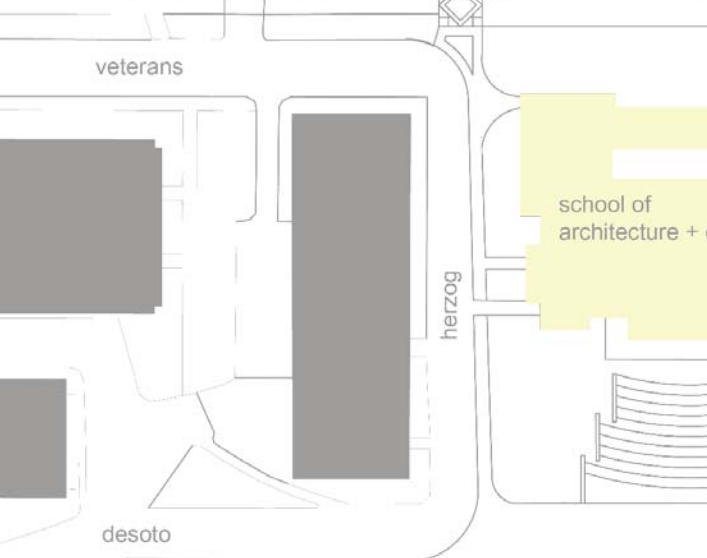 veterans
school of
architecture +
herzog
desoto